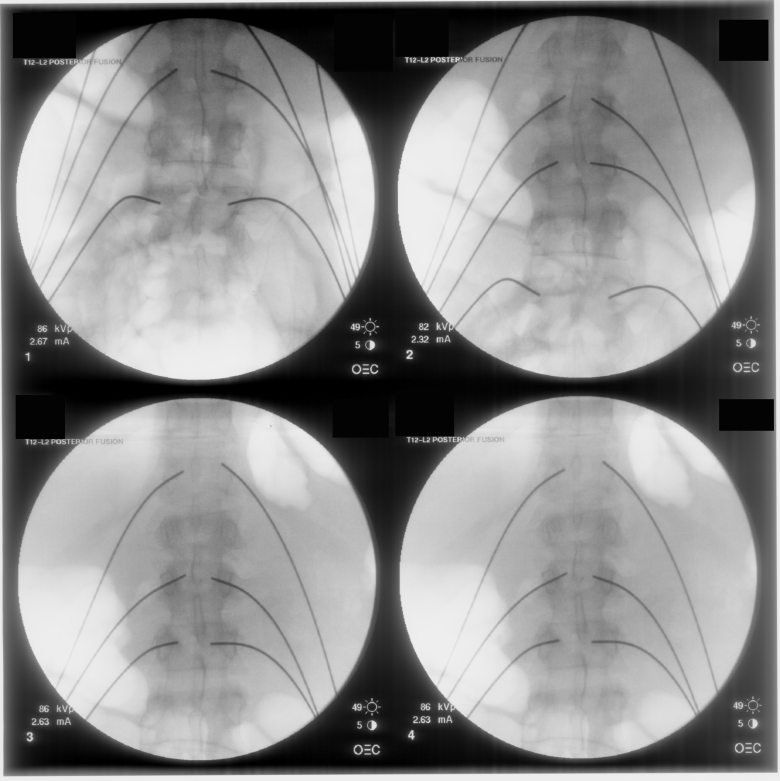 T12-L2 POSTERIOR FUSION
86 kVp
2.67 mA
1
49
5
OEC
T12-L2 POSTERIOR FUSION
82 kVp
2.32 mA
2
49
5
OEC
T12-L2 POSTERIOR FUSION
86 kVp
2.63 mA
3
49
5
OEC
T12-L2 POSTERIOR FUSION
86 kVp
2.63 mA
4
49
5
OEC